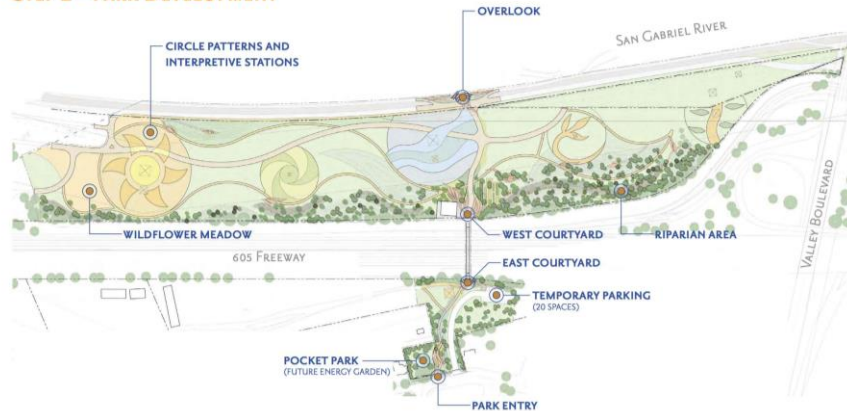 OVERLOOK
SAN GABRIEL RIVER
CIRCLE PATTERNS AND
INTERPRETIVE STATIONS
VALLEY BOULEVARD
WILDFLOWER MEADOW
WEST COURTYARD
RIPARIAN AREA
605 FREEWAY
EAST COURTYARD
TEMPORARY PARKING
(20 SPACES)
POCKET PARK
(FUTURE ENERGY GARDEN)
PARK ENTRY